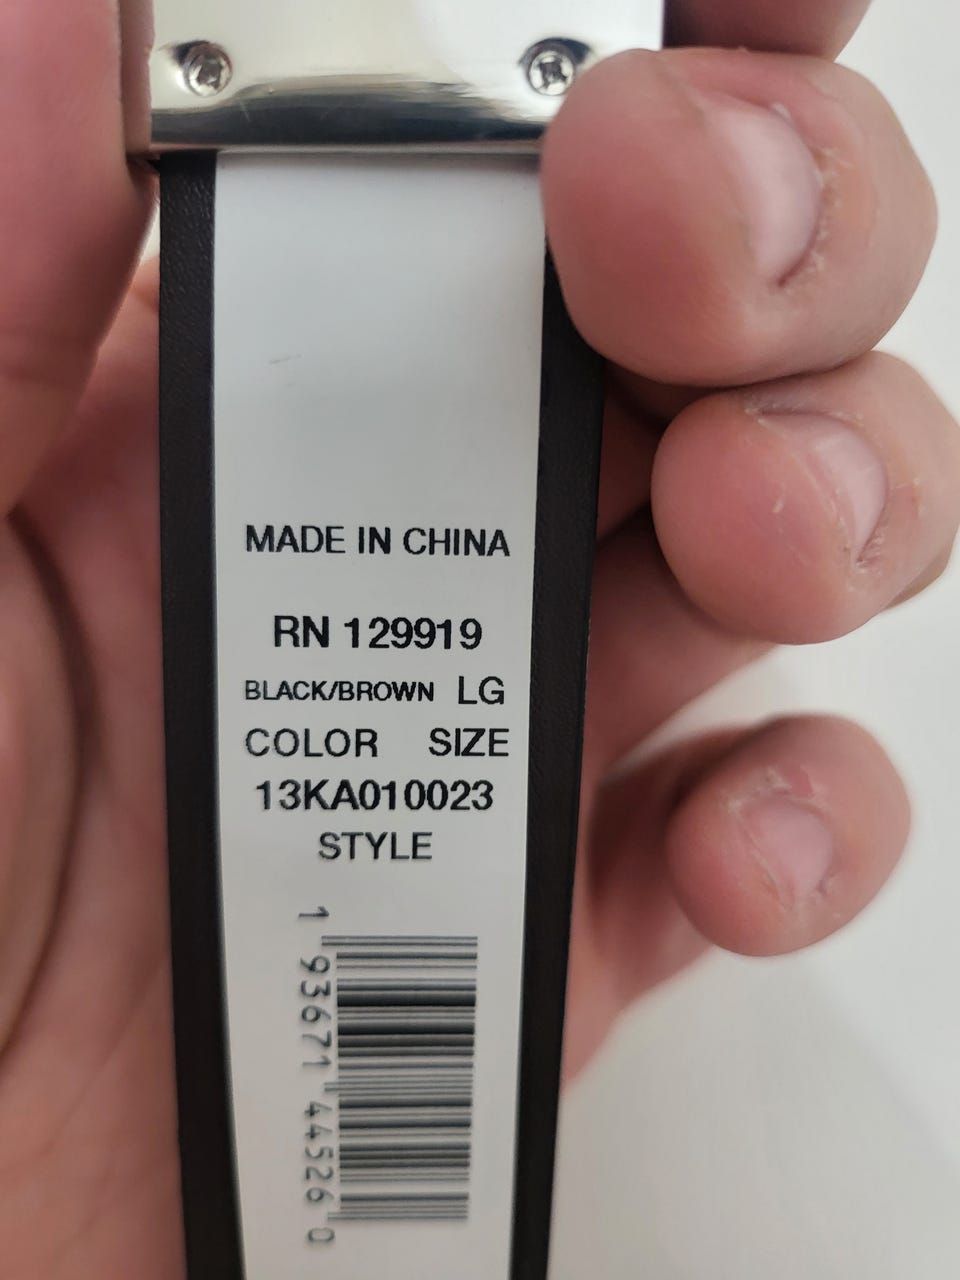 MADE IN CHINA
RN 129919
BLACK/BROWN LG
COLOR SIZE
13KA010023
STYLE
1 93671 44526 0